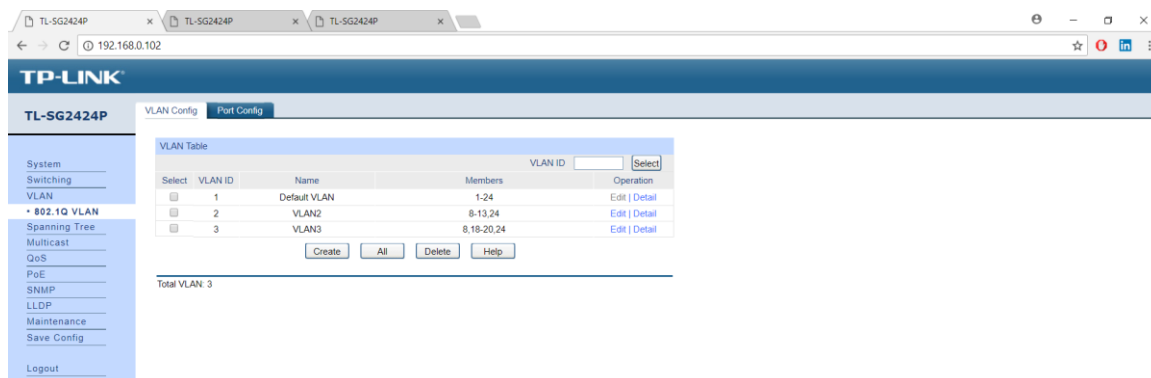 TL-SG2424P TL-SG2424P TL-SG2424P
192.168.0.102
TP-LINK
TL-SG2424P
VLAN Config Port Config
VLAN Table
VLAN ID Select
Select VLAN ID Name Members Operation
1 Default VLAN 1-24 Edit | Detail
2 VLAN2 8-13,24 Edit | Detail
3 VLAN3 8,18-20,24 Edit | Detail
Create All Delete Help
Total VLAN: 3
System
Switching
VLAN
• 802.1Q VLAN
Spanning Tree
Multicast
QoS
PoE
SNMP
LLDP
Maintenance
Save Config
Logout